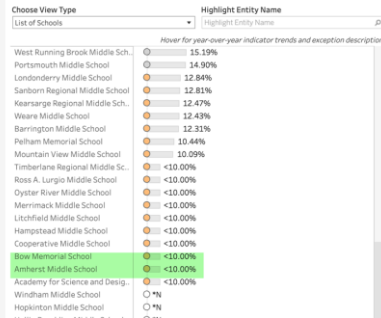 Choose View Type Highlight Entity Name
List of Schools Highlight Entity Name
Hover for year-over-year indicator trends and exception description
West Running Brook Middle Sch.. 15.19%
Portsmouth Middle School 14.90%
Londonderry Middle School 12.84%
Sanborn Regional Middle School 12.81%
Kearsarge Regional Middle Sch.. 12.47%
Weare Middle School 12.43%
Barrington Middle School 12.31%
Pelham Memorial School 10.44%
Mountain View Middle School 10.09%
Timberlane Regional Middle Sc.. <10.00%
Ross A. Lurgio Middle School <10.00%
Oyster River Middle School <10.00%
Merrimack Middle School <10.00%
Litchfield Middle School <10.00%
Hampstead Middle School <10.00%
Cooperative Middle School <10.00%
Bow Memorial School <10.00%
Amherst Middle School <10.00%
Academy for Science and Desig.. <10.00%
Windham Middle School *N
Hopkinton Middle School *N